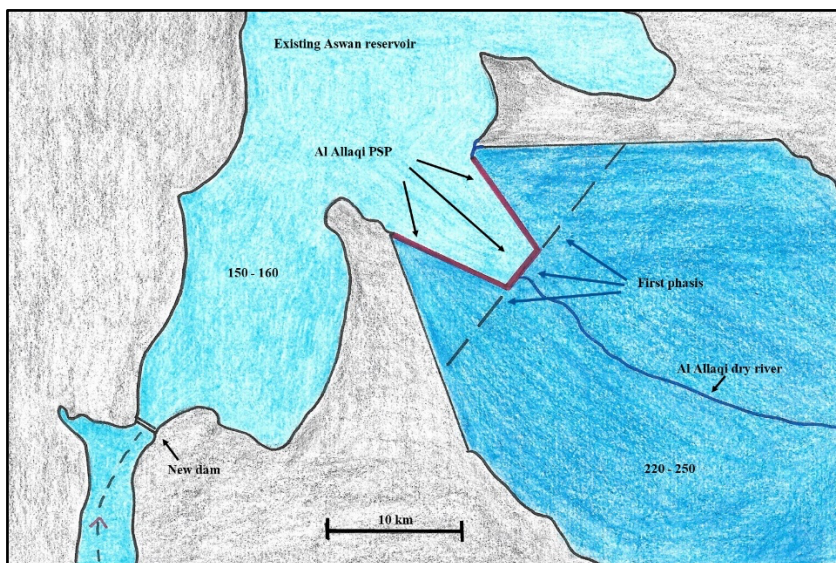 Existing Aswan reservoir
Al Allaqi PSP
150 - 160
First phasis
Al Allaqi dry river
New dam
220 - 250
10 km